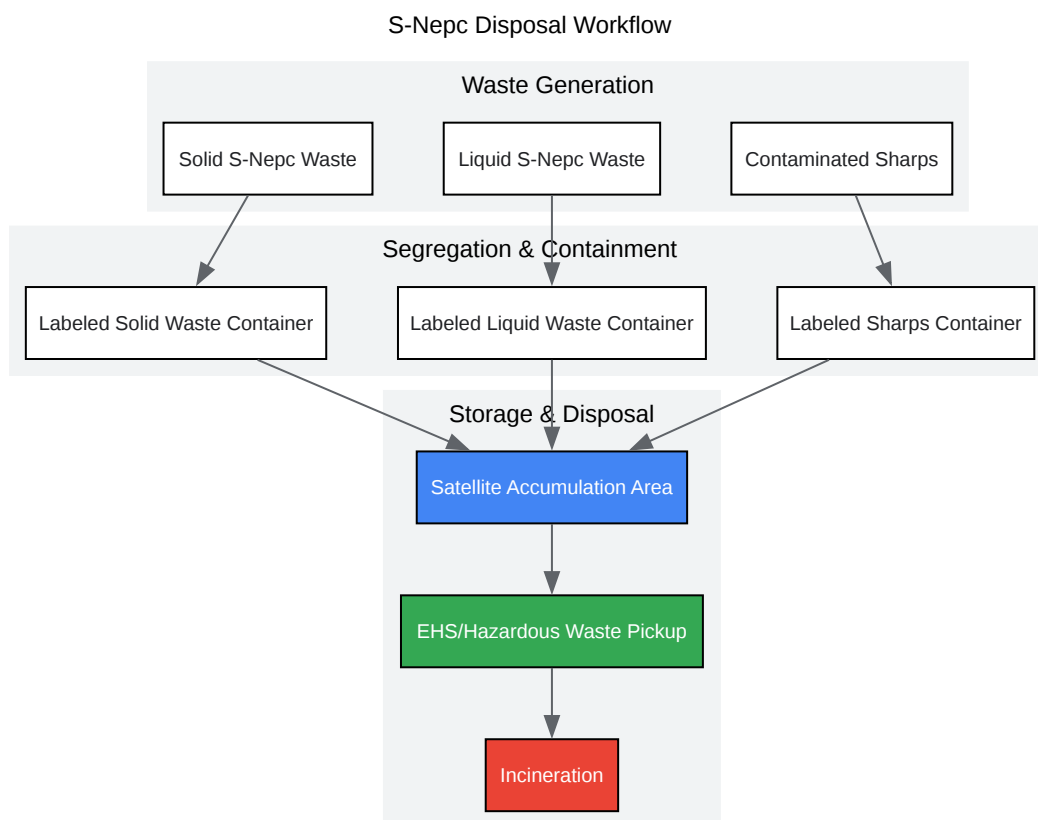 S-Nepc Disposal Workflow
Waste Generation
Solid S-Nepc Waste
Liquid S-Nepc Waste
Contaminated Sharps
Segregation & Containment
Labeled Solid Waste Container
Labeled Liquid Waste Container
Labeled Sharps Container
Storage & Disposal
Satellite Accumulation Area
EHS/Hazardous Waste Pickup
Incineration